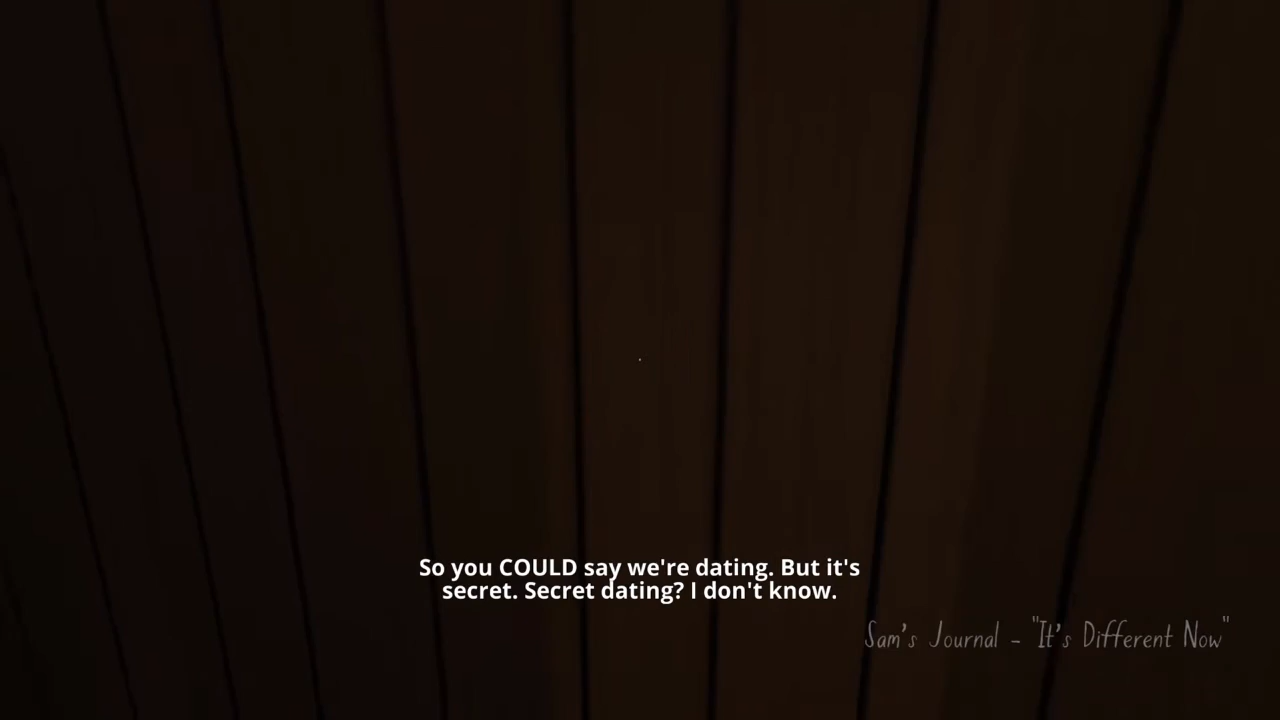 So you COULD say we're dating. But it's
secret. Secret dating? I don't know.
Sam's Journal - "It's Different Now"